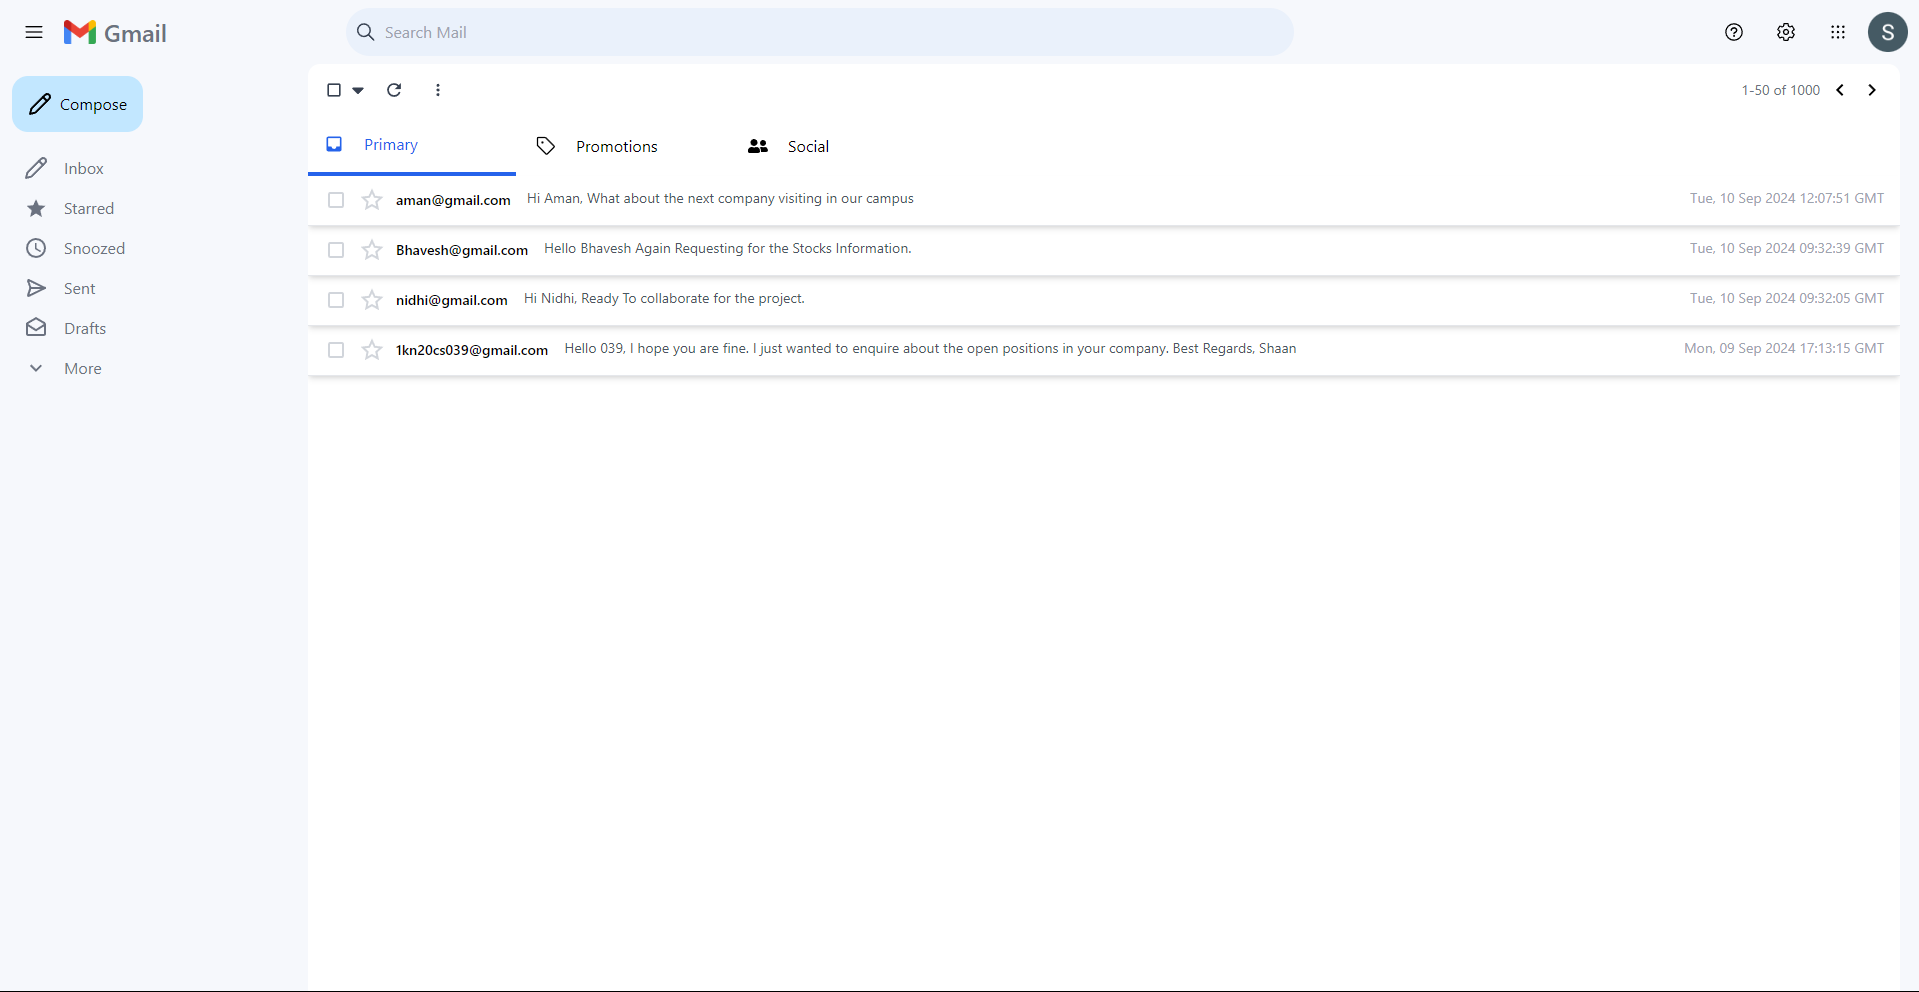 Gmail
Search Mail
S
Compose
1-50 of 1000
Primary
Promotions
Social
Inbox
Starred
Snoozed
Sent
Drafts
More
aman@gmail.com Hi Aman, What about the next company visiting in our campus Tue, 10 Sep 2024 12:07:51 GMT
Bhavesh@gmail.com Hello Bhavesh Again Requesting for the Stocks Information. Tue, 10 Sep 2024 09:32:39 GMT
nidhi@gmail.com Hi Nidhi, Ready To collaborate for the project. Tue, 10 Sep 2024 09:32:05 GMT
1kn20cs039@gmail.com Hello 039, I hope you are fine. I just wanted to enquire about the open positions in your company. Best Regards, Shaan Mon, 09 Sep 2024 17:13:15 GMT